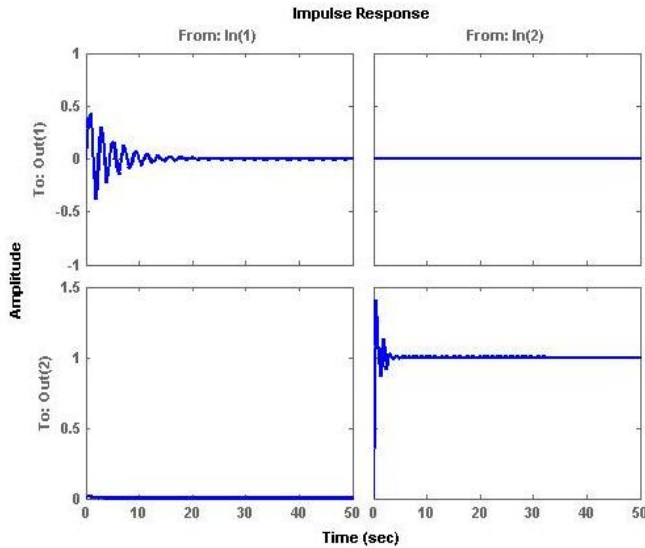 Impulse Response
From: In(1) From: In(2)
To: Out(1)
1
0.5
0
-0.5
-1
Amplitude
To: Out(2)
1.5
1
0.5
0
0 10 20 30 40 50 0 10 20 30 40 50
Time (sec)